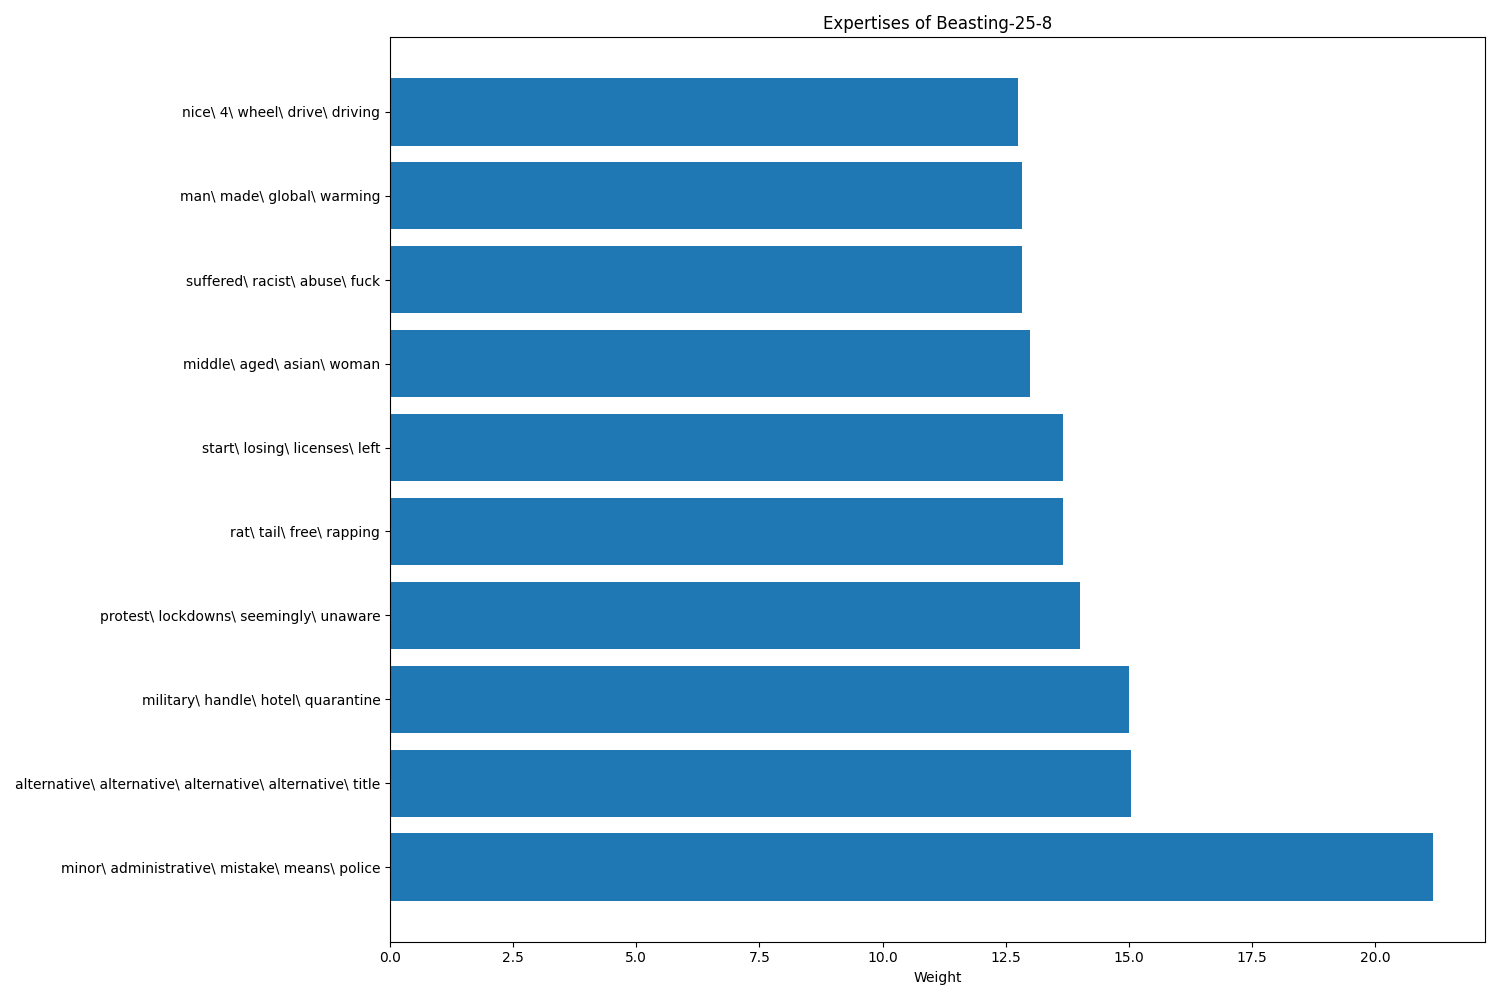 Expertises of Beasting-25-8
nice\ 4\ wheel\ drive\ driving
man\ made\ global\ warming
suffered\ racist\ abuse\ fuck
middle\ aged\ asian\ woman
start\ losing\ licenses\ left
rat\ tail\ free\ rapping
protest\ lockdowns\ seemingly\ unaware
military\ handle\ hotel\ quarantine
alternative\ alternative\ alternative\ alternative\ title
minor\ administrative\ mistake\ means\ police
0.0 2.5 5.0 7.5 10.0 12.5 15.0 17.5 20.0
Weight